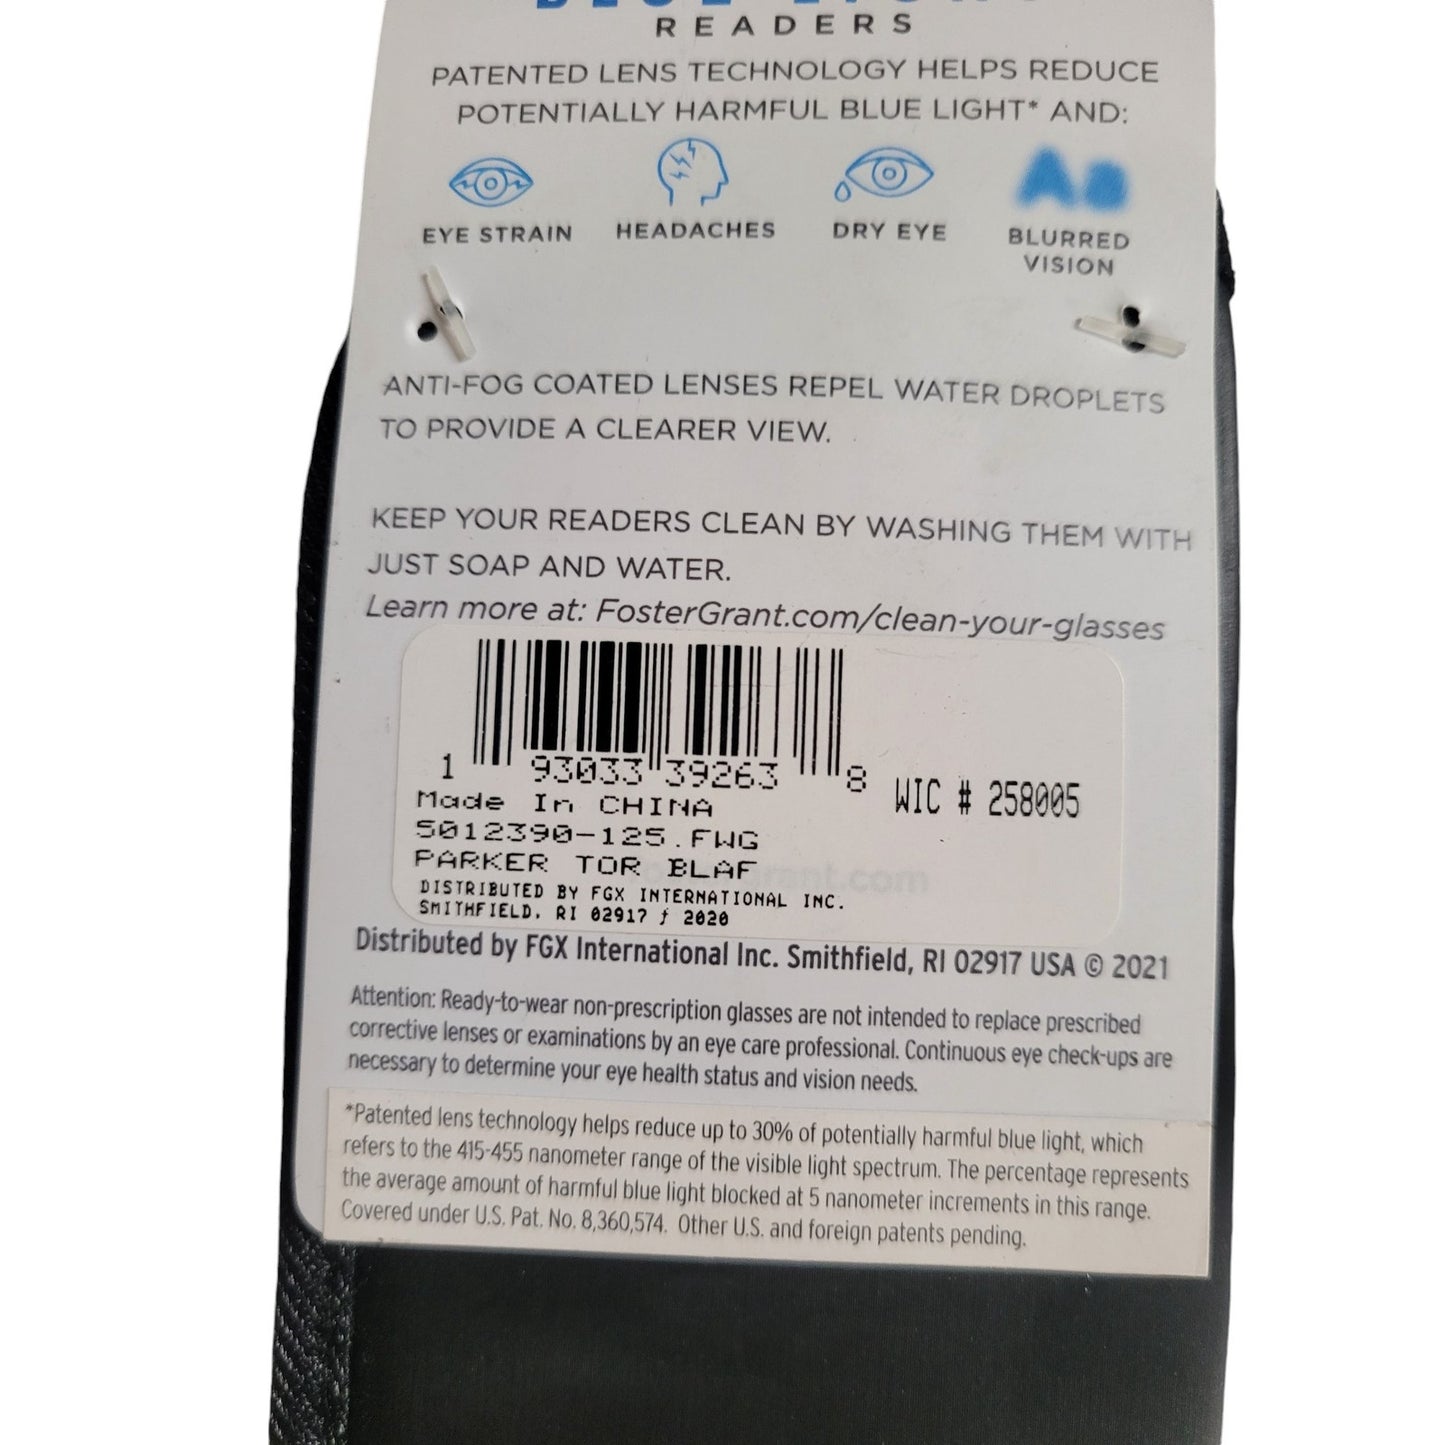 READERS
PATENTED LENS TECHNOLOGY HELPS REDUCE
POTENTIALLY HARMFUL BLUE LIGHT* AND:
EYE STRAIN
HEADACHES
DRY EYE
Aa
BLURRED
VISION
ANTI-FOG COATED LENSES REPEL WATER DROPLETS
TO PROVIDE A CLEARER VIEW.
KEEP YOUR READERS CLEAN BY WASHING THEM WITH
JUST SOAP AND WATER.
Learn more at: FosterGrant.com/clean-your-glasses
1 93033 39263 8
WIC # 258005
Made In CHINA
5012390-125.FWG
PARKER TOR BLAF
DISTRIBUTED BY FGX INTERNATIONAL INC.
SMITHFIELD, RI 02917 ƒ 2020
Distributed by FGX International Inc. Smithfield, RI 02917 USA © 2021
Attention: Ready-to-wear non-prescription glasses are not intended to replace prescribed
corrective lenses or examinations by an eye care professional. Continuous eye check-ups are
necessary to determine your eye health status and vision needs.
*Patented lens technology helps reduce up to 30% of potentially harmful blue light, which
refers to the 415-455 nanometer range of the visible light spectrum. The percentage represents
the average amount of harmful blue light blocked at 5 nanometer increments in this range.
Covered under U.S. Pat. No. 8,360,574. Other U.S. and foreign patents pending.